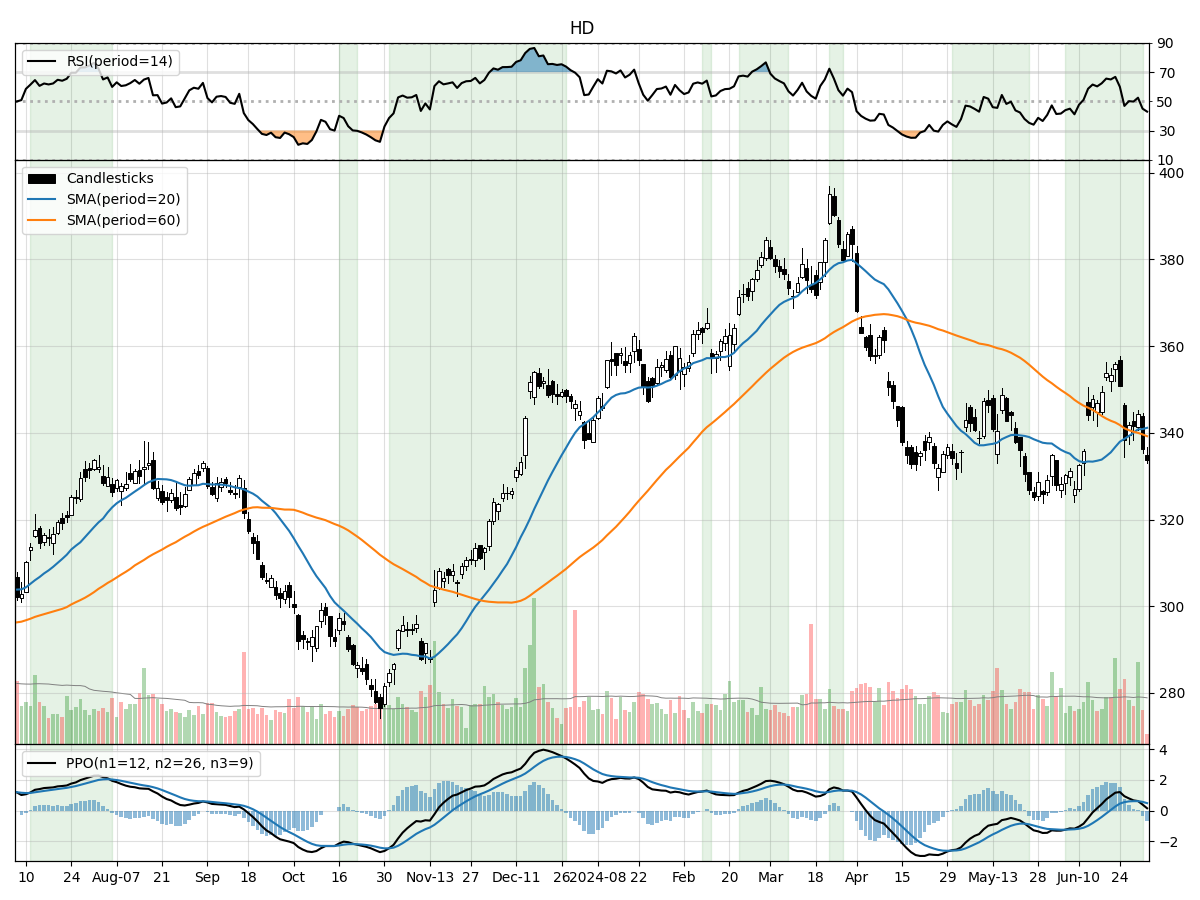 HD
RSI(period=14)
90
70
50
30
10
Candlesticks
SMA(period=20)
SMA(period=60)
400
380
360
340
320
300
280
PPO(n1=12, n2=26, n3=9)
4
2
0
−2
10 24 Aug-07 21 Sep 18 Oct 16 30 Nov-13 27 Dec-11 26 2024-08 22 Feb 20 Mar 18 Apr 15 29 May-13 28 Jun-10 24